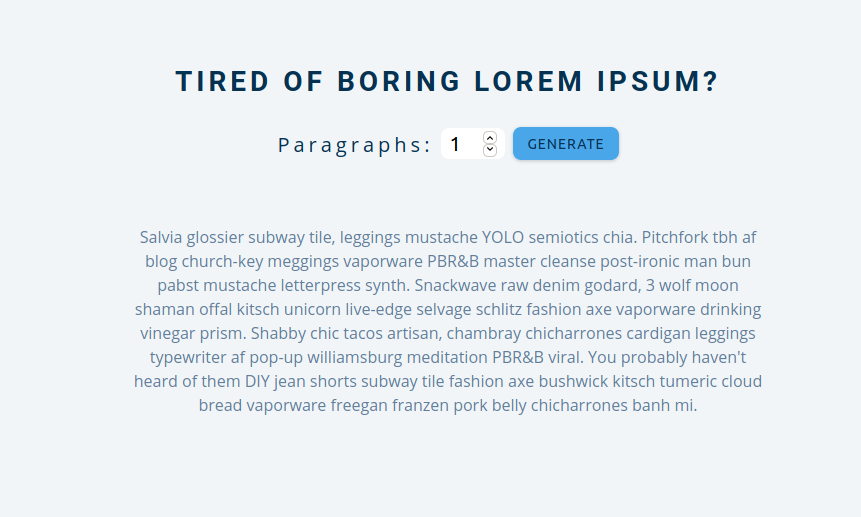 TIRED OF BORING LOREM IPSUM?
Paragraphs: 1 GENERATE
Salvia glossier subway tile, leggings mustache YOLO semiotics chia. Pitchfork tbh af
blog church-key meggings vaporware PBR&B master cleanse post-ironic man bun
pabst mustache letterpress synth. Snackwave raw denim godard, 3 wolf moon
shaman offal kitsch unicorn live-edge selvage schlitz fashion axe vaporware drinking
vinegar prism. Shabby chic tacos artisan, chambray chicharrones cardigan leggings
typewriter af pop-up williamsburg meditation PBR&B viral. You probably haven't
heard of them DIY jean shorts subway tile fashion axe bushwick kitsch tumeric cloud
bread vaporware freegan franzen pork belly chicharrones banh mi.